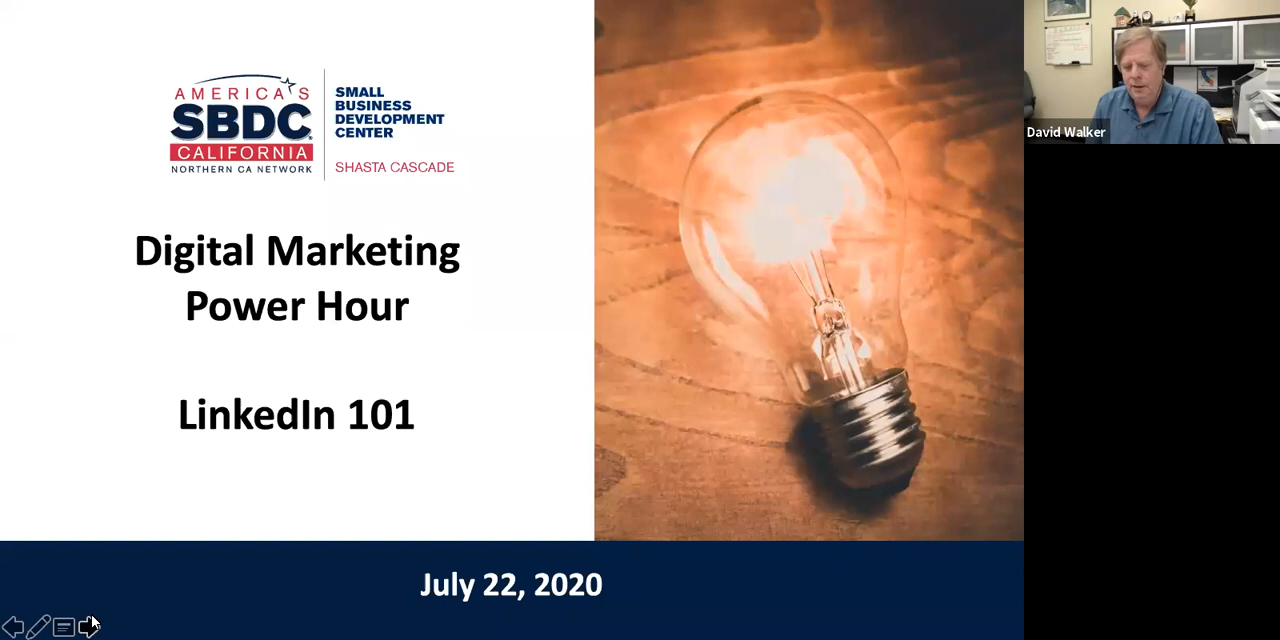 AMERICA'S
SBDC
CALIFORNIA
NORTHERN CA NETWORK
SMALL
BUSINESS
DEVELOPMENT
CENTER
SHASTA CASCADE
Digital Marketing
Power Hour
LinkedIn 101
July 22, 2020
David Walker